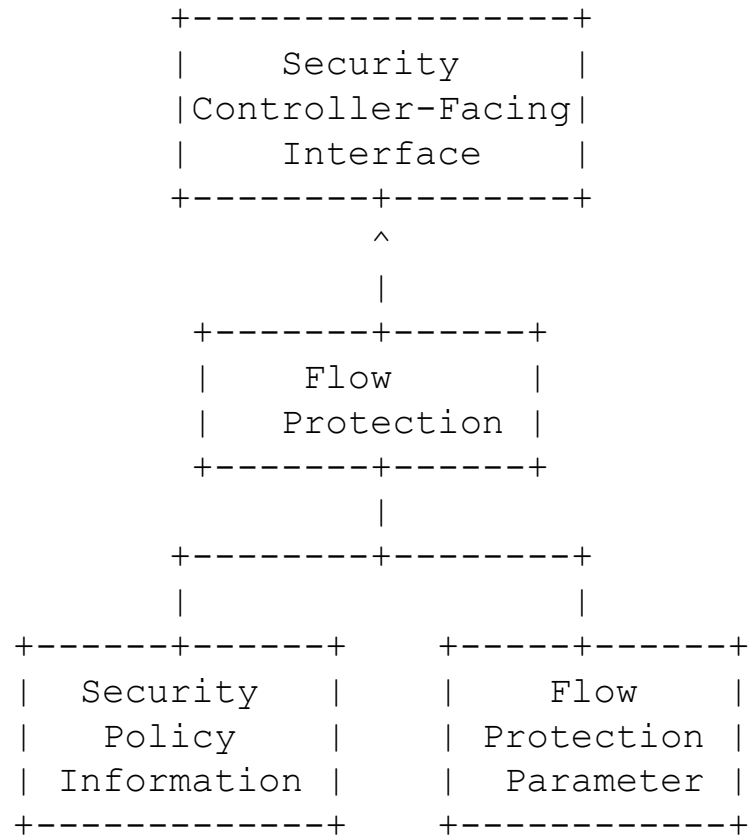 +------------------+
|     Security     |
|Controller-Facing|
|     Interface    |
+--------+---------+
^
|
+-------+------+
|     Flow      |
|    Protection |
+-------+------+
|
+--------+--------+
|                 |
+------+------+    +-----+------+
|   Security   |    |     Flow    |
|    Policy    |    | Protection |
| Information |    |  Parameter |
+-------------+    +------------+